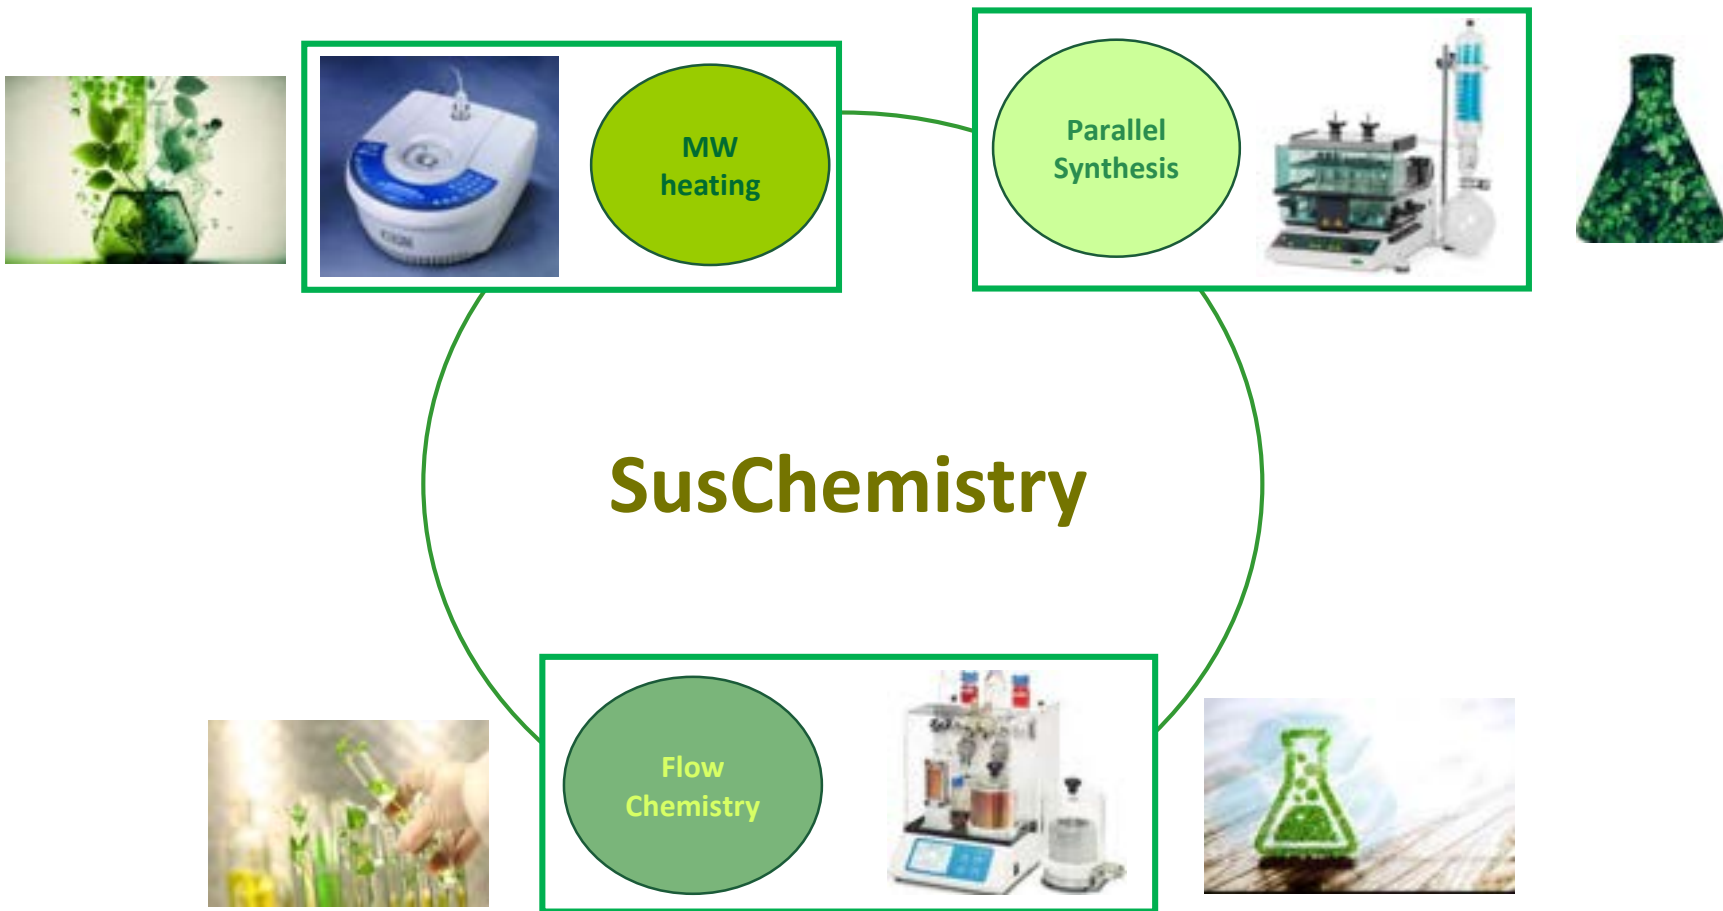 MW
heating
Parallel
Synthesis
SusChemistry
Flow
Chemistry